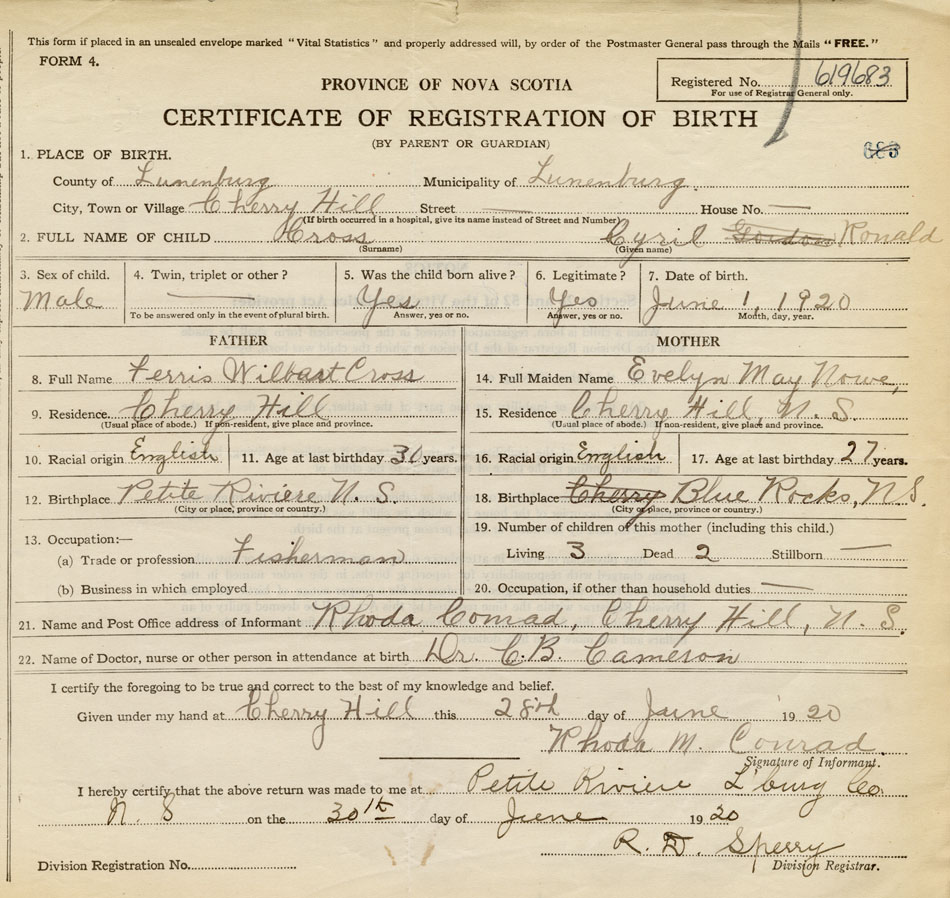 This form if placed in an unsealed envelope marked "Vital Statistics" and properly addressed will, by order of the Postmaster General pass through the Mails "FREE."
FORM 4.
Registered No. 619683
For use of Registrar General only.
PROVINCE OF NOVA SCOTIA
CERTIFICATE OF REGISTRATION OF BIRTH
(BY PARENT OR GUARDIAN)
683
1. PLACE OF BIRTH.
County of Lunenburg Municipality of Lunenburg
City, Town or Village Cherry Hill Street — House No. —
(If birth occurred in a hospital, give its name instead of Street and Number)
2. FULL NAME OF CHILD Cross Cyril Gordon Ronald
(Surname) (Given name)
3. Sex of child. 4. Twin, triplet or other? 5. Was the child born alive? 6. Legitimate? 7. Date of birth.
Male — Yes Yes June 1, 1920
To be answered only in the event of plural birth. Answer, yes or no. Answer, yes or no. Month, day, year.
FATHER MOTHER
8. Full Name Ferris Wilbart Cross 14. Full Maiden Name Evelyn May Nowe,
9. Residence Cherry Hill 15. Residence Cherry Hill, N. S.
(Usual place of abode.) If non-resident, give place and province. (Usual place of abode.) If non-resident, give place and province.
10. Racial origin English 11. Age at last birthday 30 years. 16. Racial origin English 17. Age at last birthday 27 years.
12. Birthplace Petite Riviere N. S. 18. Birthplace Cherry Blue Rocks, N S
(City or place, province or country.) (City or place, province or country.)
13. Occupation:— 19. Number of children of this mother (including this child.)
(a) Trade or profession Fisherman Living 3 Dead 2 Stillborn —
(b) Business in which employed 20. Occupation, if other than household duties —
21. Name and Post Office address of Informant Rhoda Conrad, Cherry Hill, N. S.
22. Name of Doctor, nurse or other person in attendance at birth Dr. C.B. Cameron
I certify the foregoing to be true and correct to the best of my knowledge and belief.
Given under my hand at Cherry Hill this 28th day of June 1920
Rhoda M. Conrad.
Signature of Informant.
I hereby certify that the above return was made to me at Petite Riviere L'burg Co.
N. S on the 30th day of June 1920
R. D. Sperry
Division Registration No. Division Registrar.